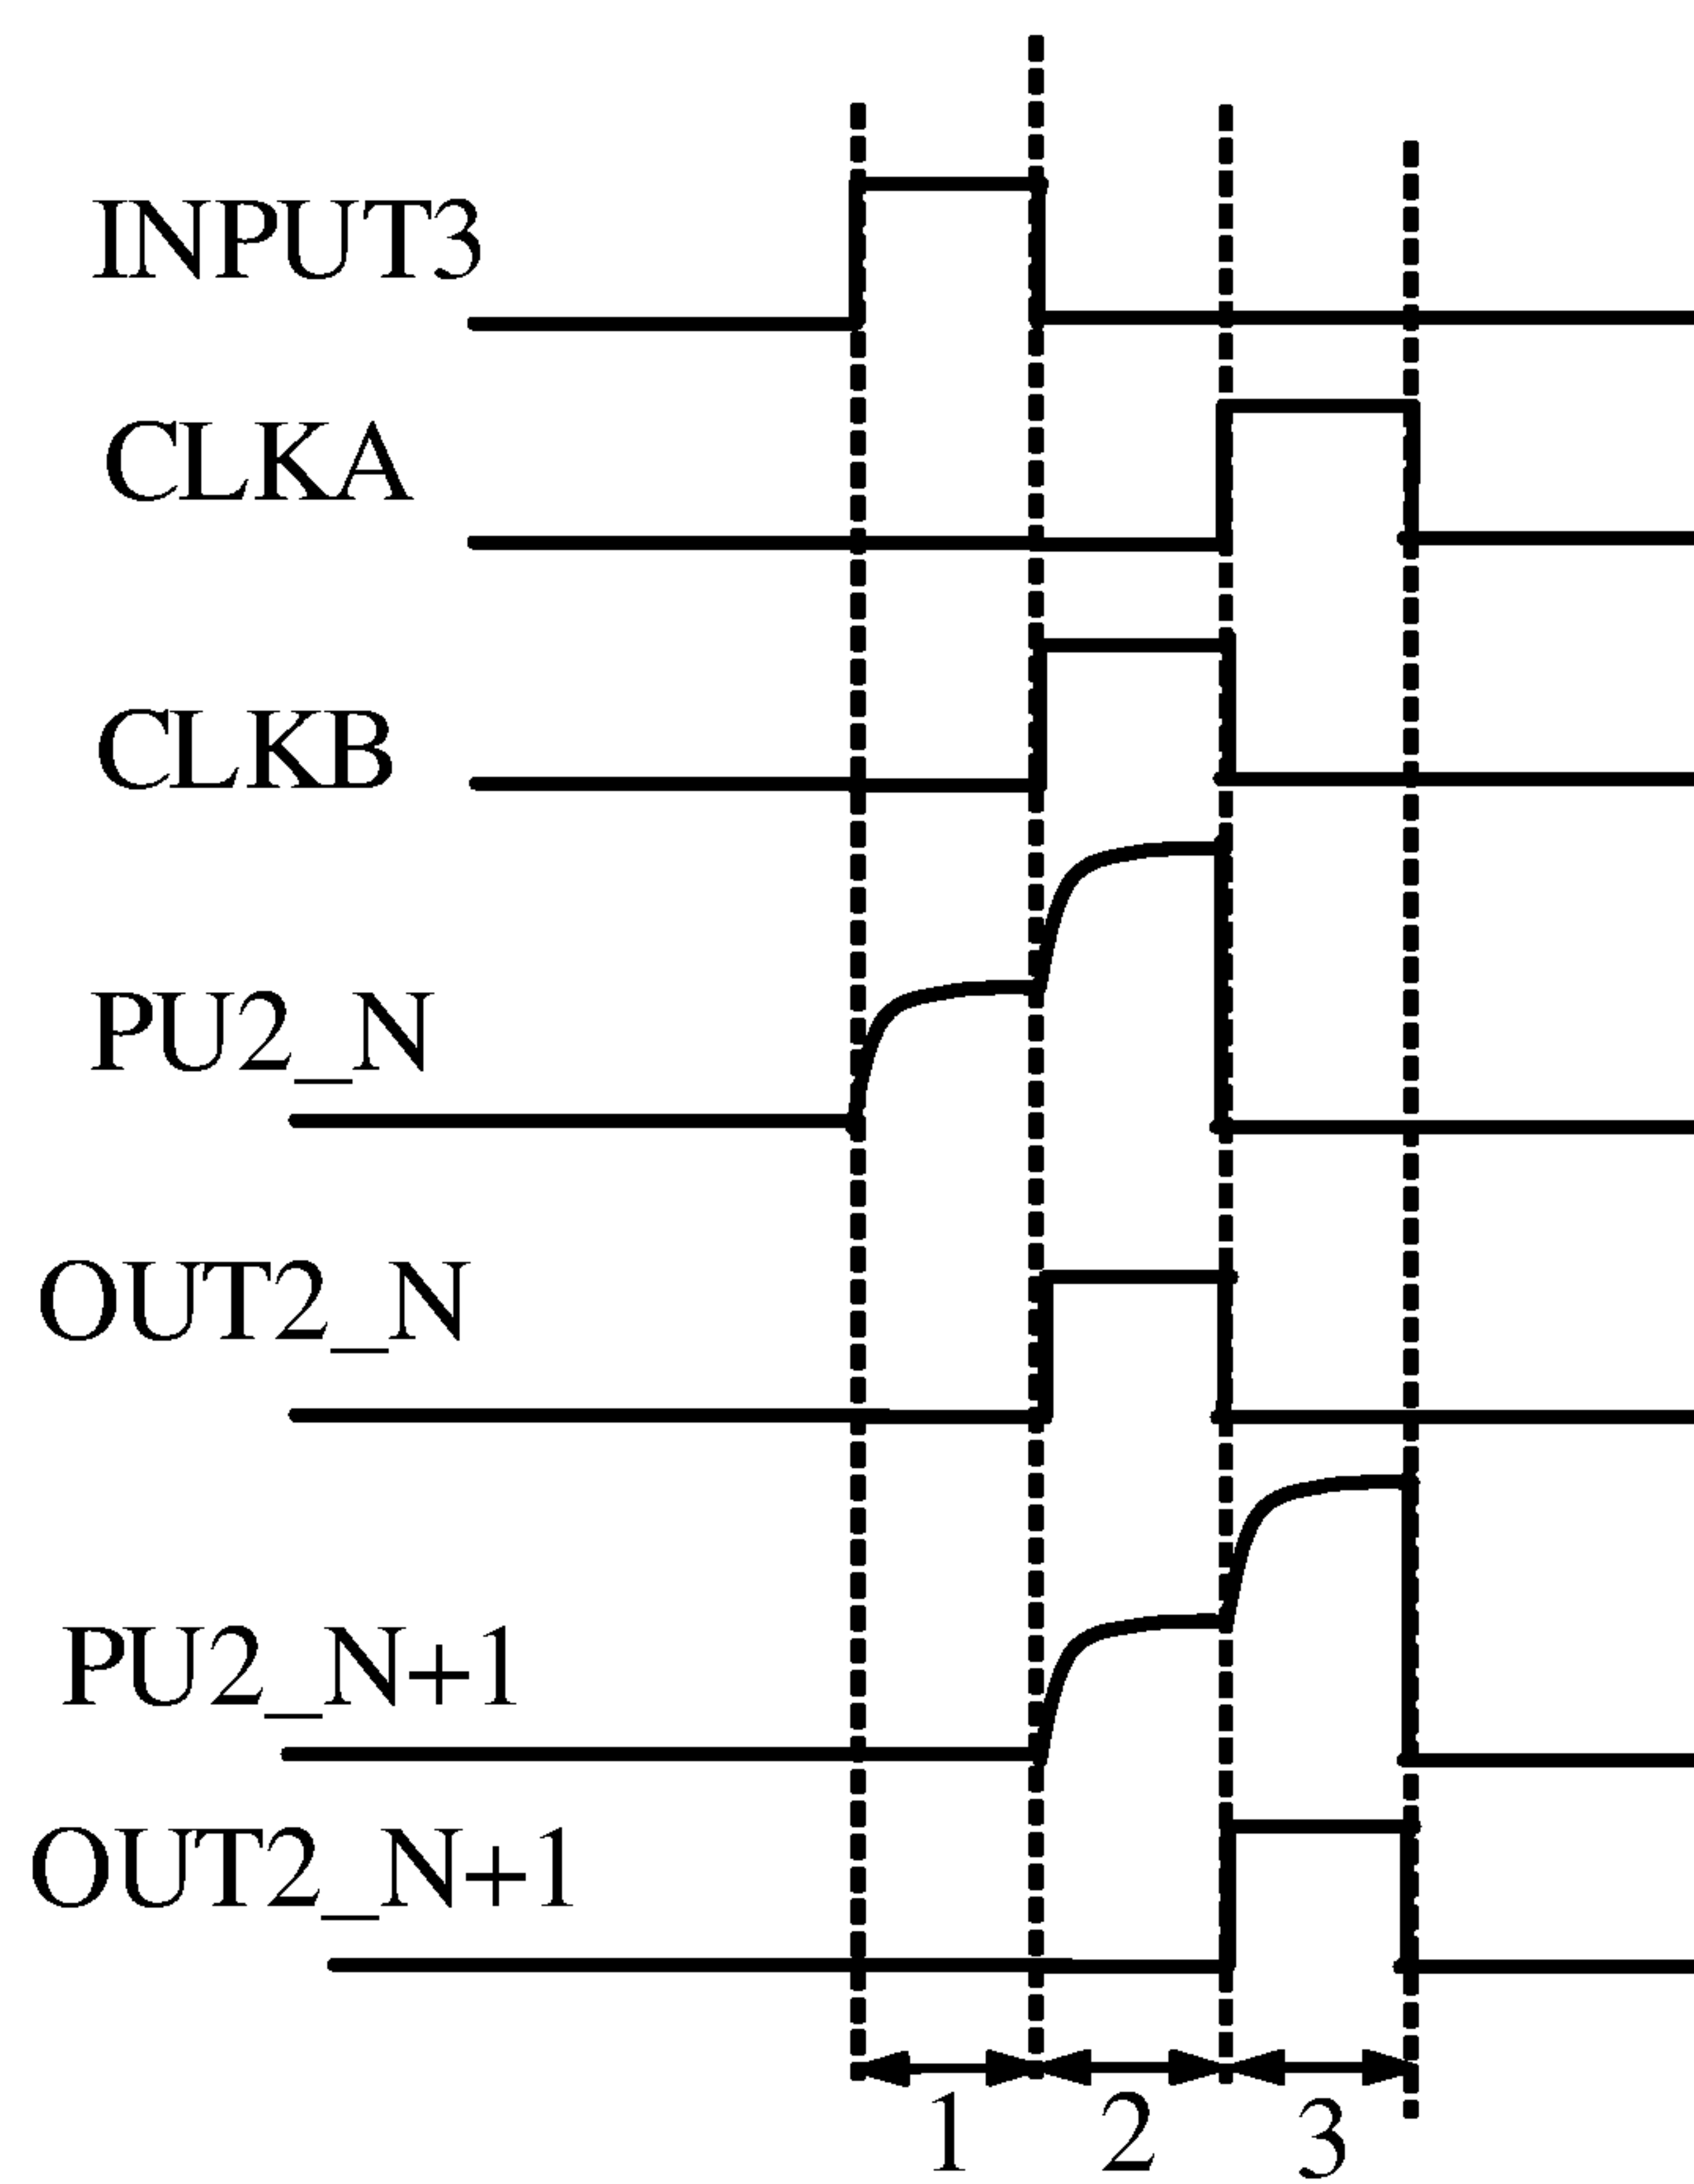 INPUT3
CLKA
CLKB
PU2_N
OUT2_N
PU2_N+1
OUT2_N+1
1 2 3